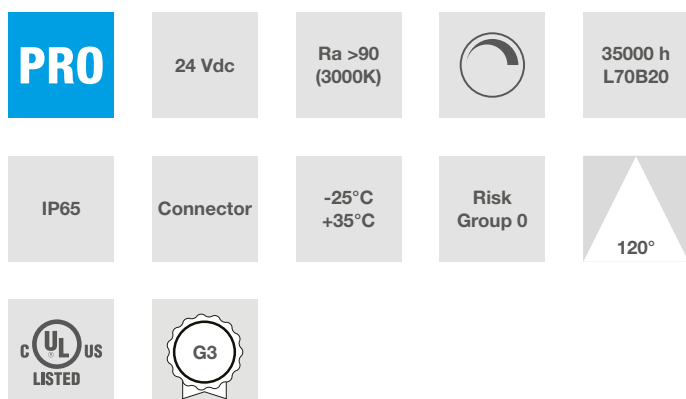 PRO
24 Vdc
Ra >90
(3000K)
35000 h
L70B20
IP65
Connector
-25°C
+35°C
Risk
Group 0
120°
C UL US
®
LISTED
G3